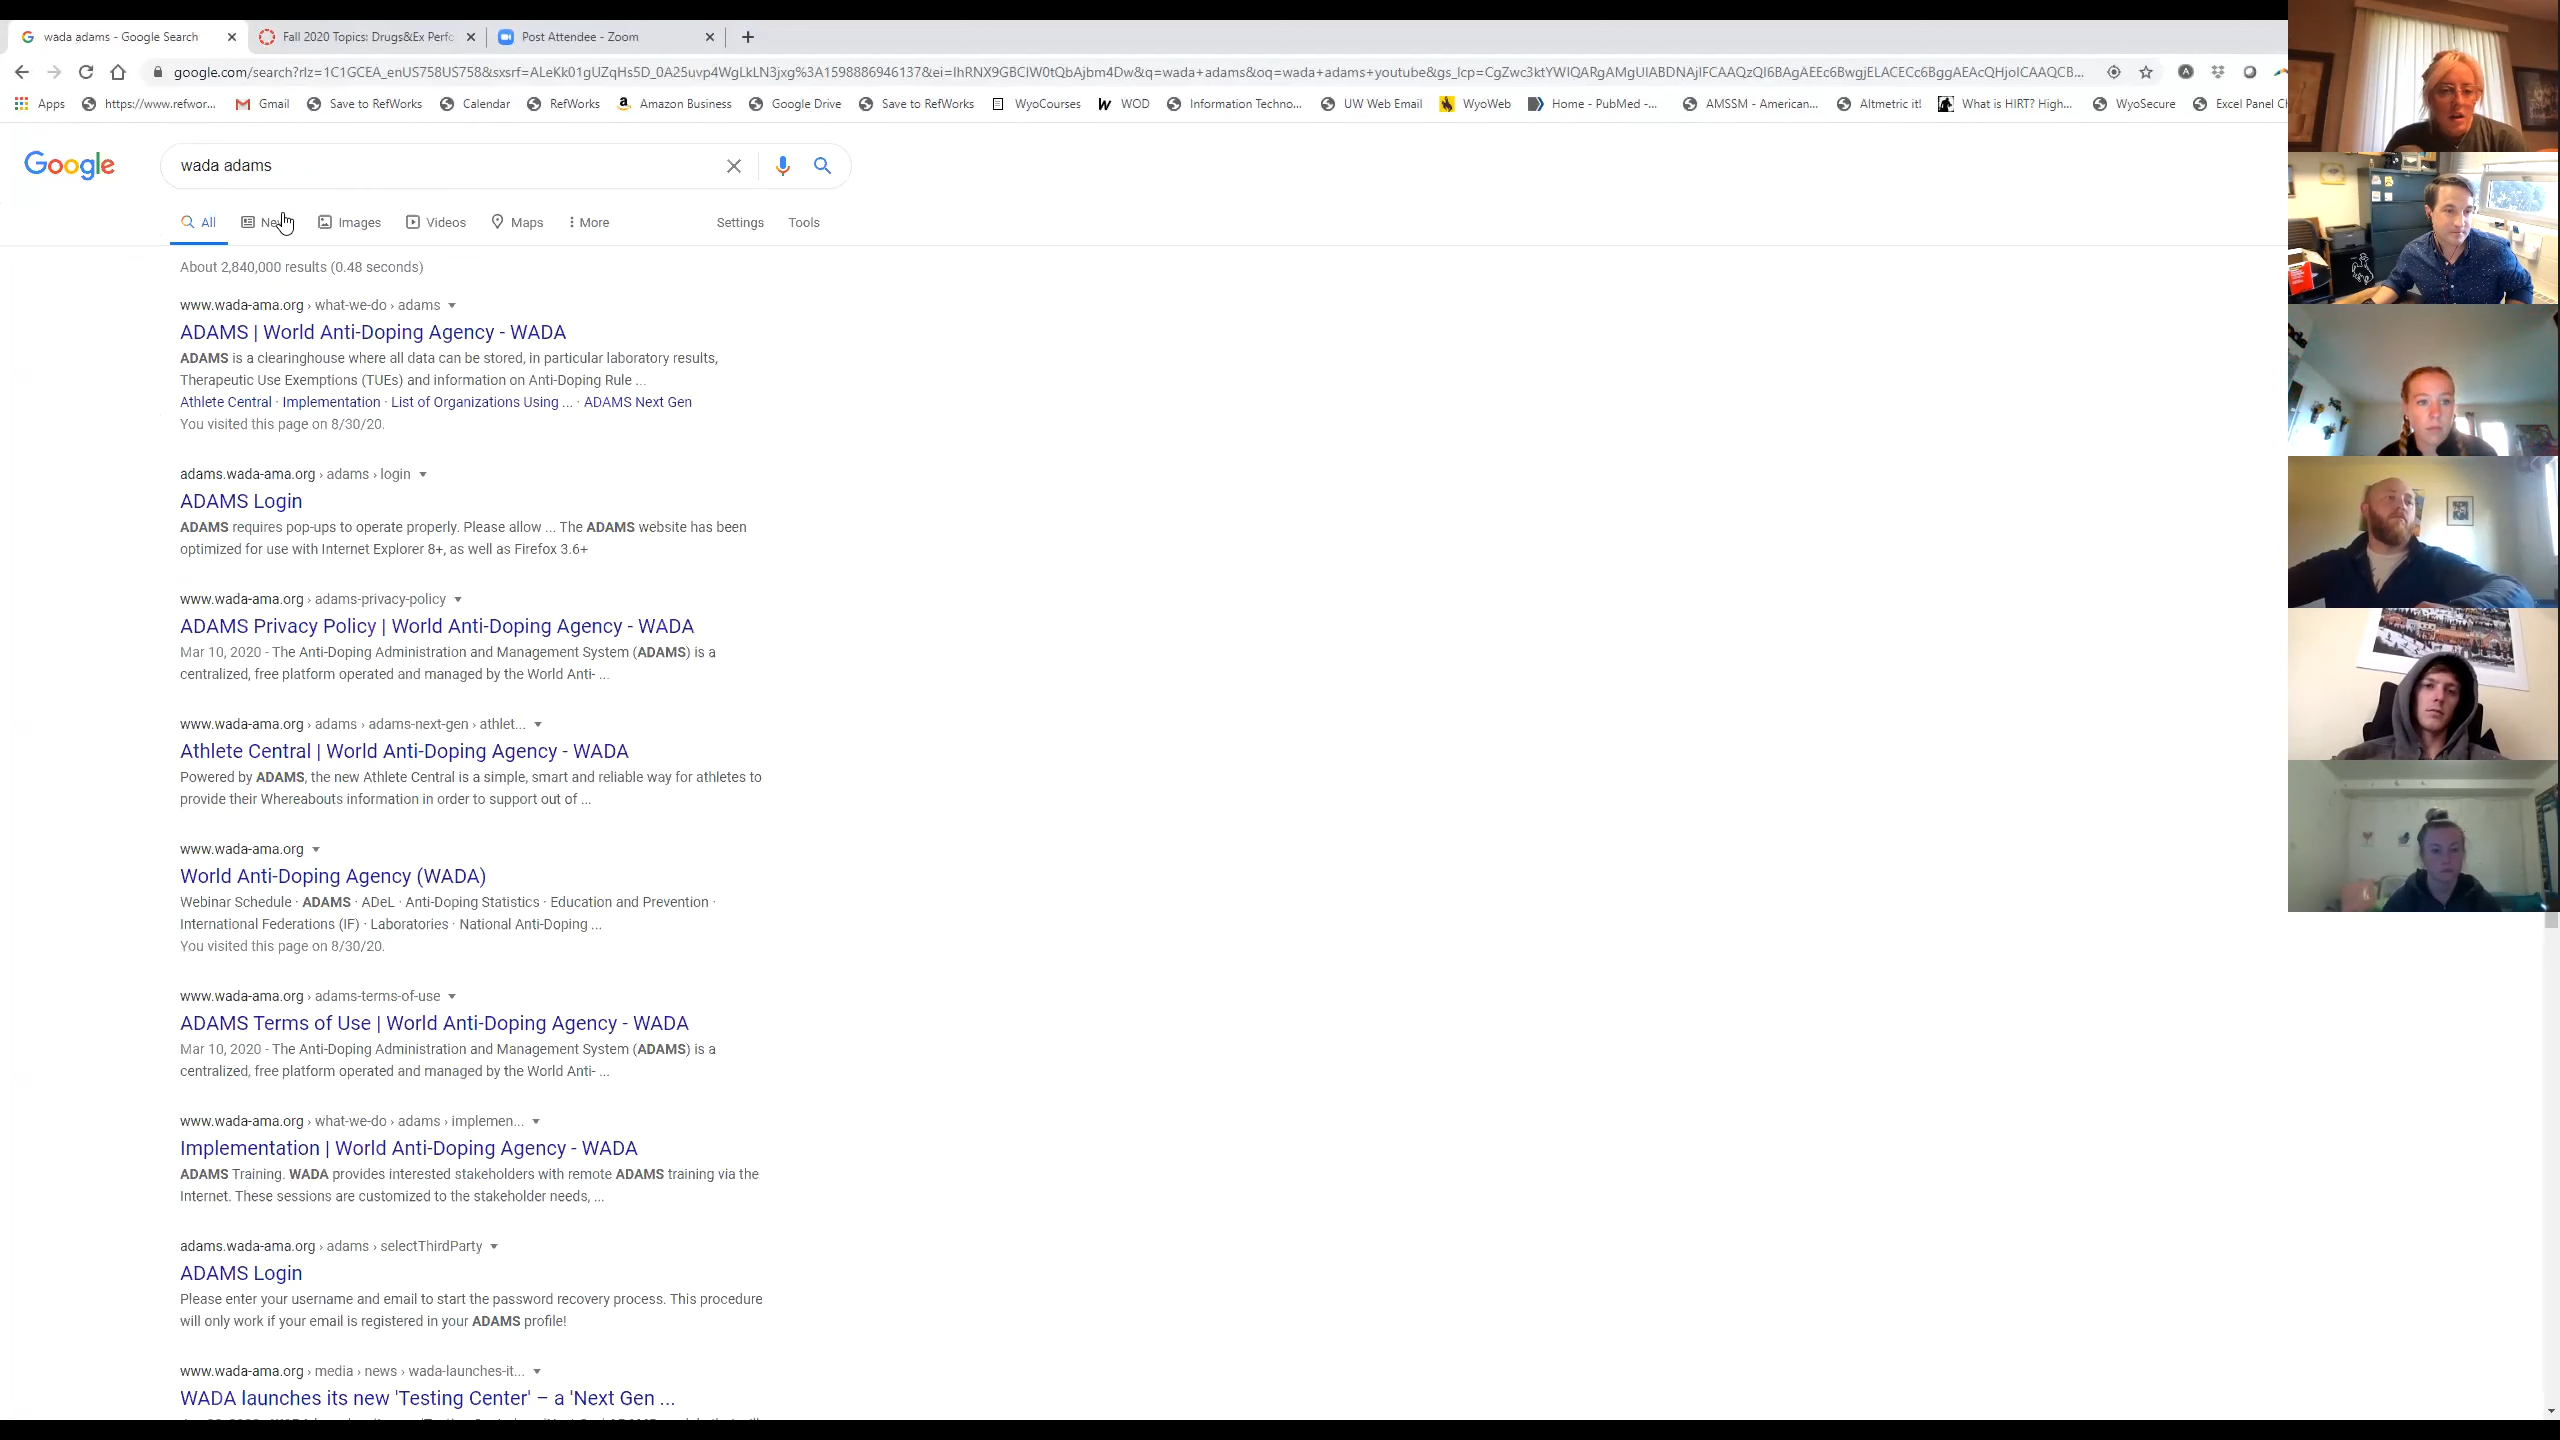 wada adams - Google Search
Fall 2020 Topics: Drugs&Ex Perfo
Post Attendee - Zoom
google.com/search?rlz=1C1GCEA_enUS758US758&sxsrf=ALeKk01gUZqHs5D_0A25uvp4WgLkLN3jxg%3A1598886946137&ei=
Apps
https://www.refwor...
Gmail
Save to RefWorks
Calendar
RefWorks
Amazon Business
Google Drive
Save to RefWorks
WyoCourses
WOD
Information Techno...
UW Web Email
WyoWeb
Home - PubMed -...
AMSSM - American...
Altmetric it!
What is HIRT? High...
WyoSecure
Excel Panel Ch
Google
wada adams
All
Images
Videos
Maps
More
Settings
Tools
About 2,840,000 results (0.48 seconds)
www.wada-ama.org › what-we-do › adams
ADAMS | World Anti-Doping Agency - WADA
ADAMS is a clearinghouse where all data can be stored, in particular laboratory results,
Therapeutic Use Exemptions (TUEs) and information on Anti-Doping Rule ...
Athlete Central · Implementation · List of Organizations Using ... · ADAMS Next Gen
You visited this page on 8/30/20.
adams.wada-ama.org › adams › login
ADAMS Login
ADAMS requires pop-ups to operate properly. Please allow ... The ADAMS website has been
optimized for use with Internet Explorer 8+, as well as Firefox 3.6+
www.wada-ama.org › adams-privacy-policy
ADAMS Privacy Policy | World Anti-Doping Agency - WADA
Mar 10, 2020 - The Anti-Doping Administration and Management System (ADAMS) is a
centralized, free platform operated and managed by the World Anti- ...
www.wada-ama.org › adams › adams-next-gen › athlet...
Athlete Central | World Anti-Doping Agency - WADA
Powered by ADAMS, the new Athlete Central is a simple, smart and reliable way for athletes to
provide their Whereabouts information in order to support out of ...
www.wada-ama.org
World Anti-Doping Agency (WADA)
Webinar Schedule · ADAMS · ADeL · Anti-Doping Statistics · Education and Prevention ·
International Federations (IF) · Laboratories · National Anti-Doping ...
You visited this page on 8/30/20.
www.wada-ama.org › adams-terms-of-use
ADAMS Terms of Use | World Anti-Doping Agency - WADA
Mar 10, 2020 - The Anti-Doping Administration and Management System (ADAMS) is a
centralized, free platform operated and managed by the World Anti- ...
www.wada-ama.org › what-we-do › adams › implemen...
Implementation | World Anti-Doping Agency - WADA
ADAMS Training. WADA provides interested stakeholders with remote ADAMS training via the
Internet. These sessions are customized to the stakeholder needs, ...
adams.wada-ama.org › adams › selectThirdParty
ADAMS Login
Please enter your username and email to start the password recovery process. This procedure
will only work if your email is registered in your ADAMS profile!
www.wada-ama.org › media › news › wada-launches-it...
WADA launches its new 'Testing Center' – a 'Next Gen ...